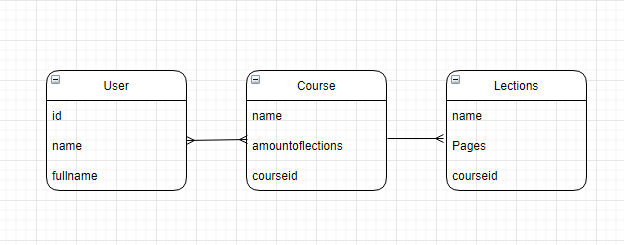 User
id
name
fullname
Course
name
amountoflections
courseid
Lections
name
Pages
courseid